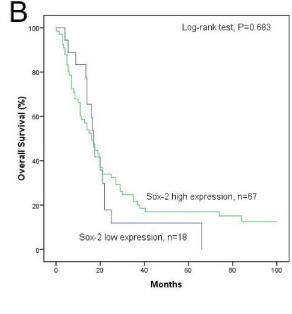 B
Log-rank test, P=0.683
100
80
60
40
20
0
Overall Survival (%)
Sox-2 high expression, n=67
Sox-2 low expression, n=18
0 20 40 60 80 100
Months